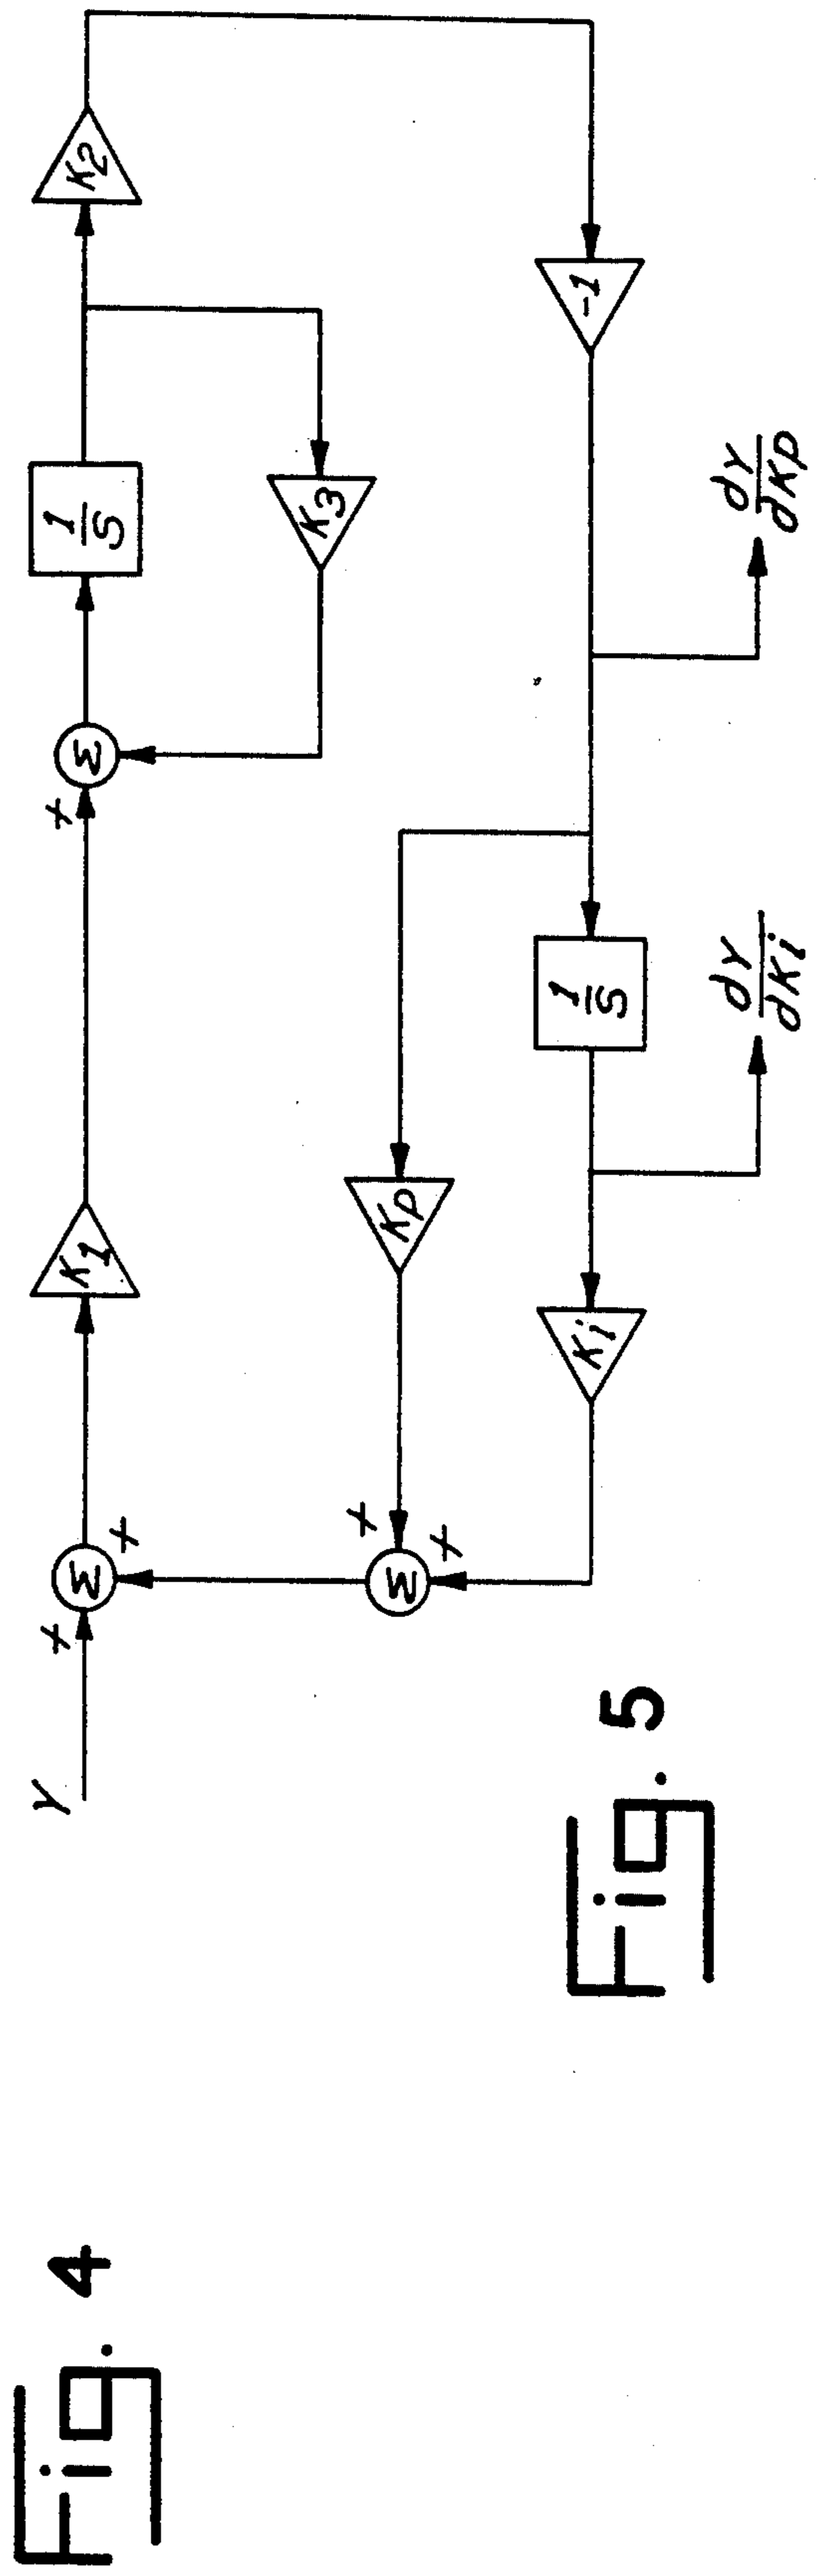 Y
+
Σ
+
K1
+
Σ
1
S
K2
K3
Σ
+
+
Kp
Ki
1
S
-1
dY
dKi
dY
dKp
Fig. 4
Fig. 5